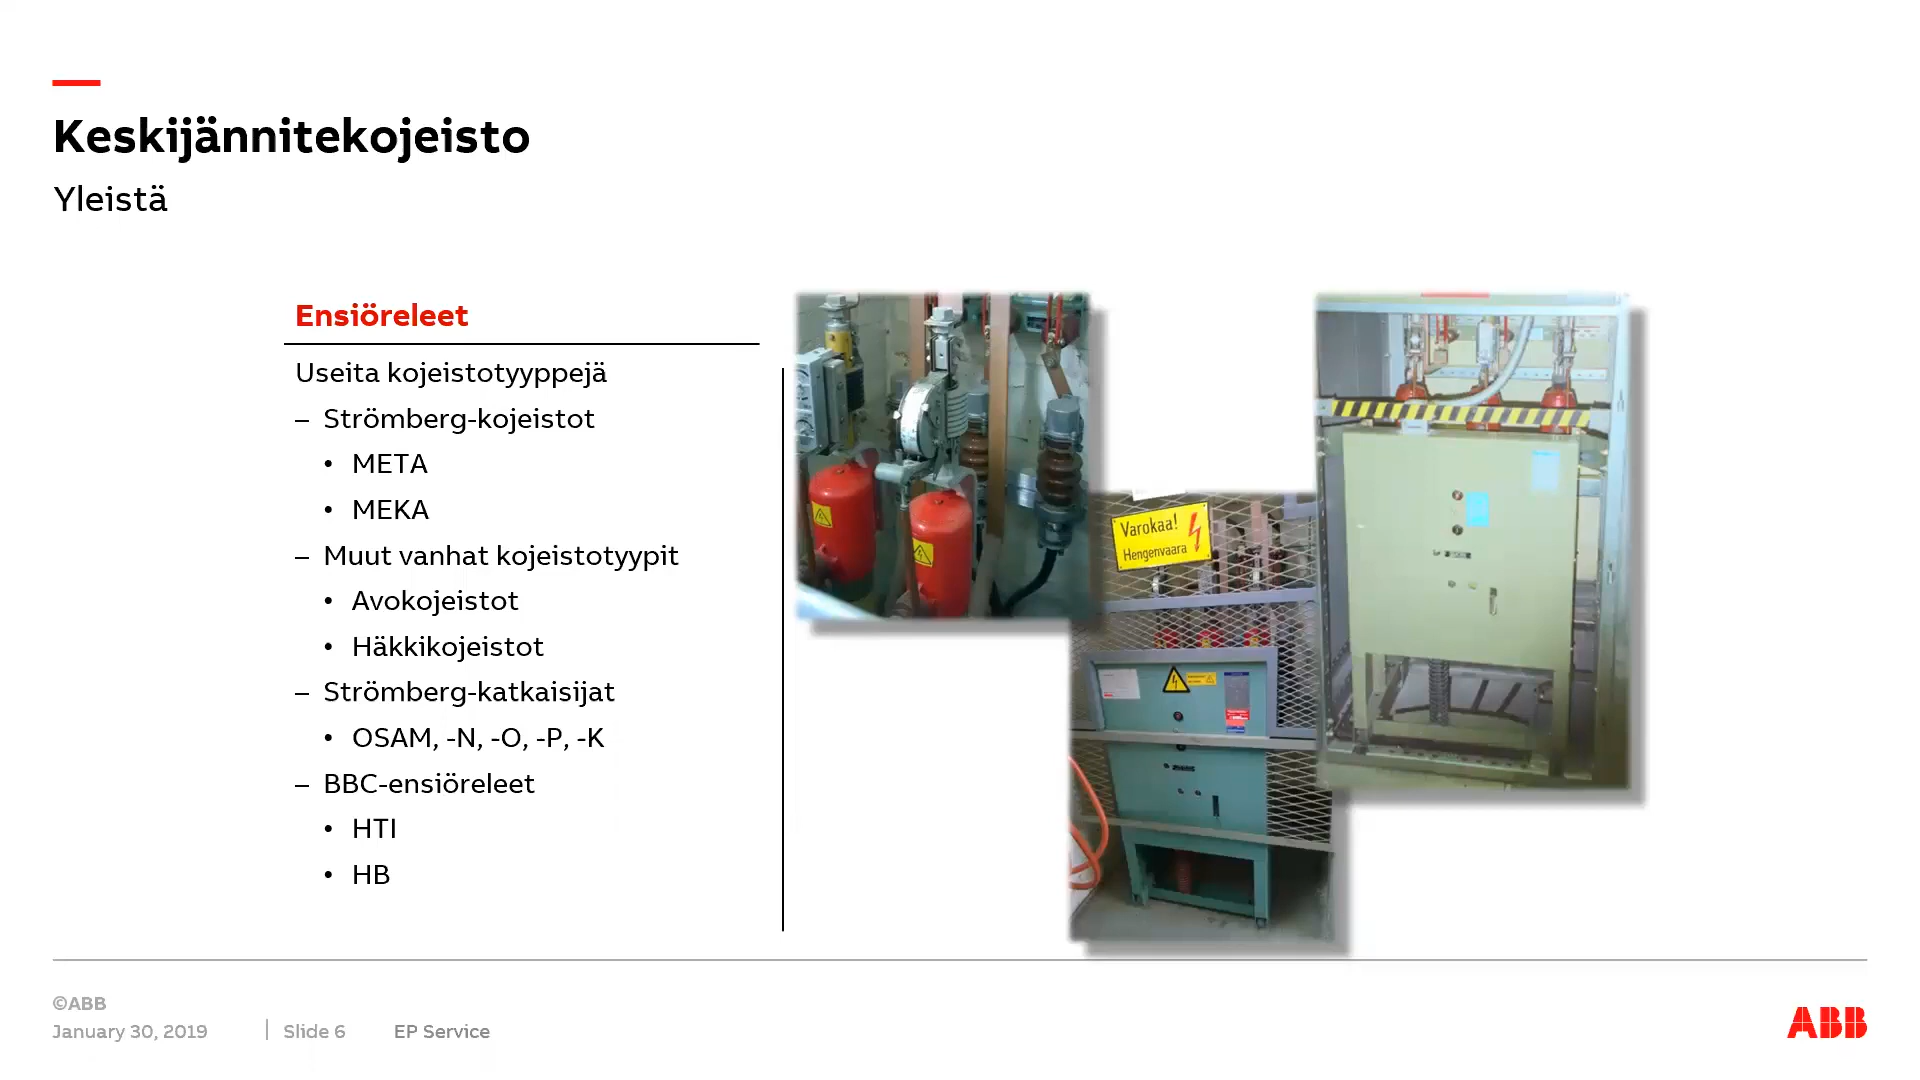 Keskijännitekojeisto
Yleistä
Ensiöreleet
Useita kojeistotyyppejä
– Strömberg-kojeistot
• META
• MEKA
– Muut vanhat kojeistotyypit
• Avokojeistot
• Häkkikojeistot
– Strömberg-katkaisijat
• OSAM, -N, -O, -P, -K
– BBC-ensiöreleet
• HTI
• HB
Varokaa!
Hengenvaara
©ABB
January 30, 2019 | Slide 6 EP Service
ABB